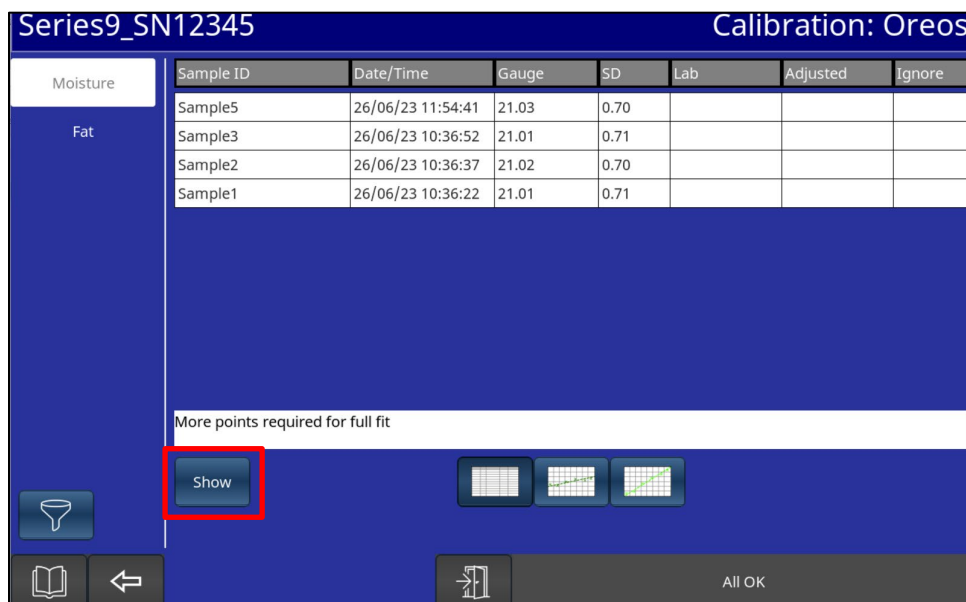 Series9_SN12345 Calibration: Oreos
Moisture
Fat
Sample ID Date/Time Gauge SD Lab Adjusted Ignore
Sample5 26/06/23 11:54:41 21.03 0.70
Sample3 26/06/23 10:36:52 21.01 0.71
Sample2 26/06/23 10:36:37 21.02 0.70
Sample1 26/06/23 10:36:22 21.01 0.71
More points required for full fit
Show
All OK